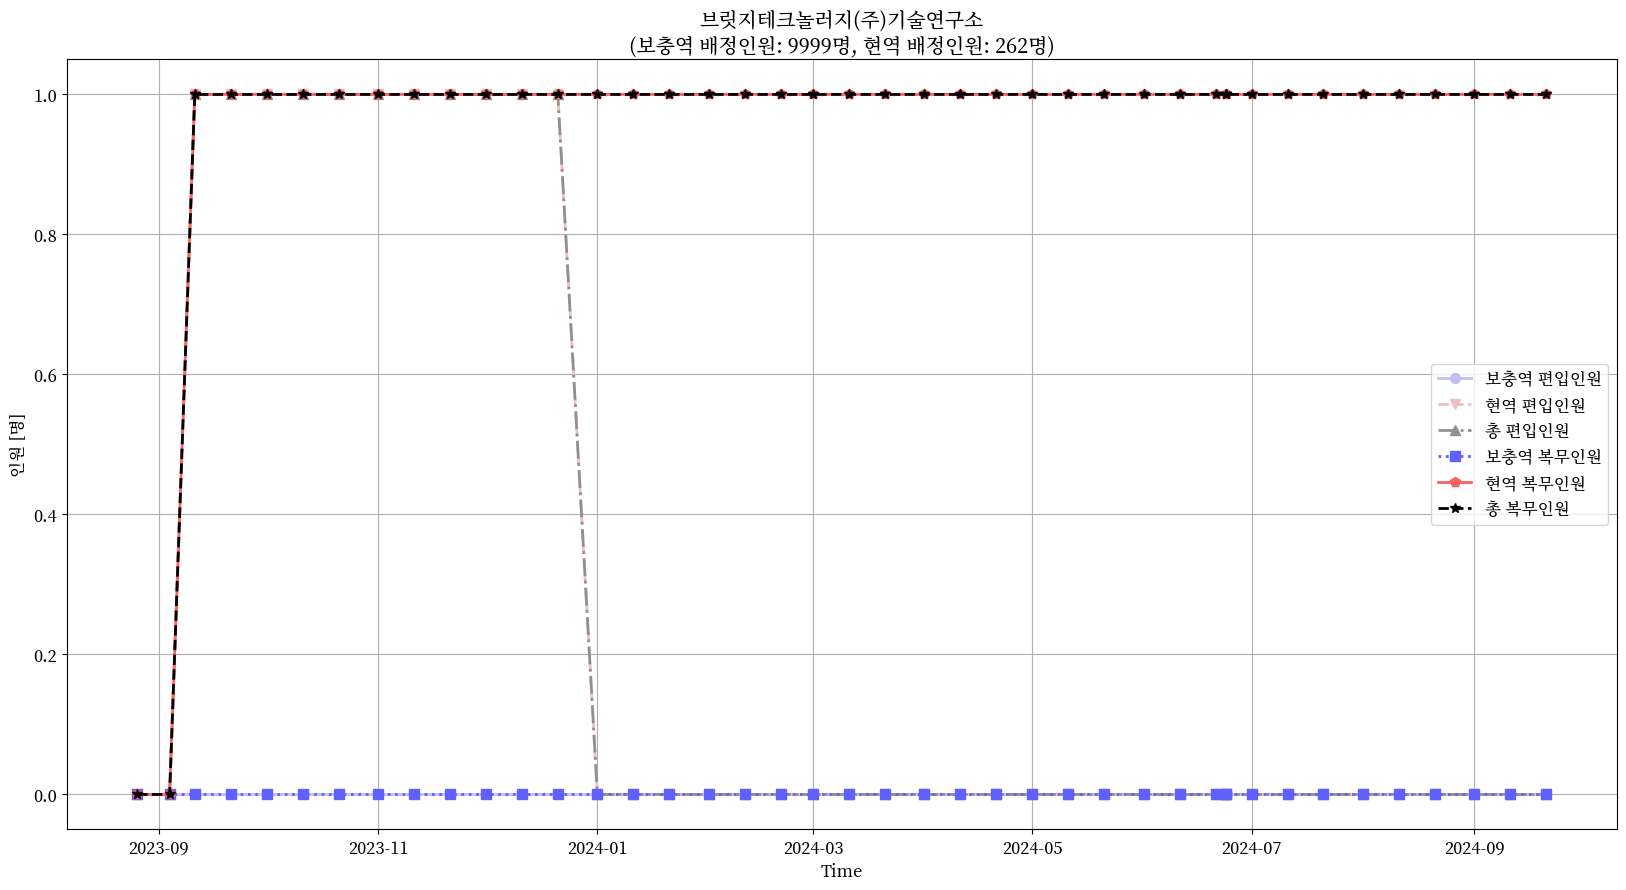 브릿지테크놀러지(주)기술연구소
(보충역 배정인원: 9999명, 현역 배정인원: 262명)
인원 [명]
1.0
0.8
0.6
0.4
0.2
0.0
보충역 편입인원
현역 편입인원
총 편입인원
보충역 복무인원
현역 복무인원
총 복무인원
2023-09
2023-11
2024-01
2024-03
2024-05
2024-07
2024-09
Time